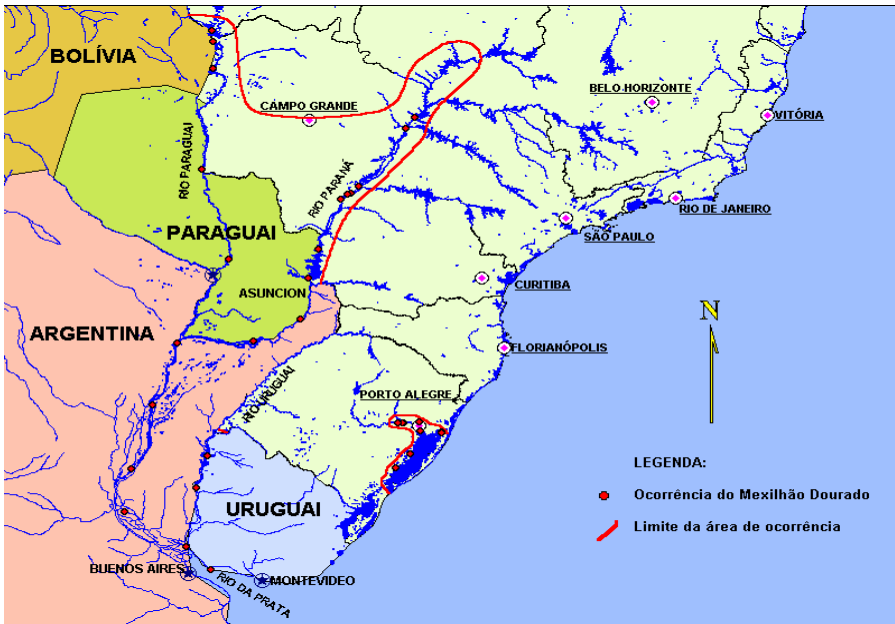 BOLÍVIA
CAMPO GRANDE
BELO-HORIZONTE
VITÓRIA
RIO PARAGUAI
RIO PARANÁ
RIO DE JANEIRO
SÃO PAULO
PARAGUAI
ASUNCION
CURITIBA
N
ARGENTINA
FLORIANÓPOLIS
RIO URUGUAI
PORTO ALEGRE
LEGENDA:
Ocorrência do Mexilhão Dourado
URUGUAI
Limite da área de ocorrência
BUENOS AIRES
RIO DA PRATA
MONTEVIDEO